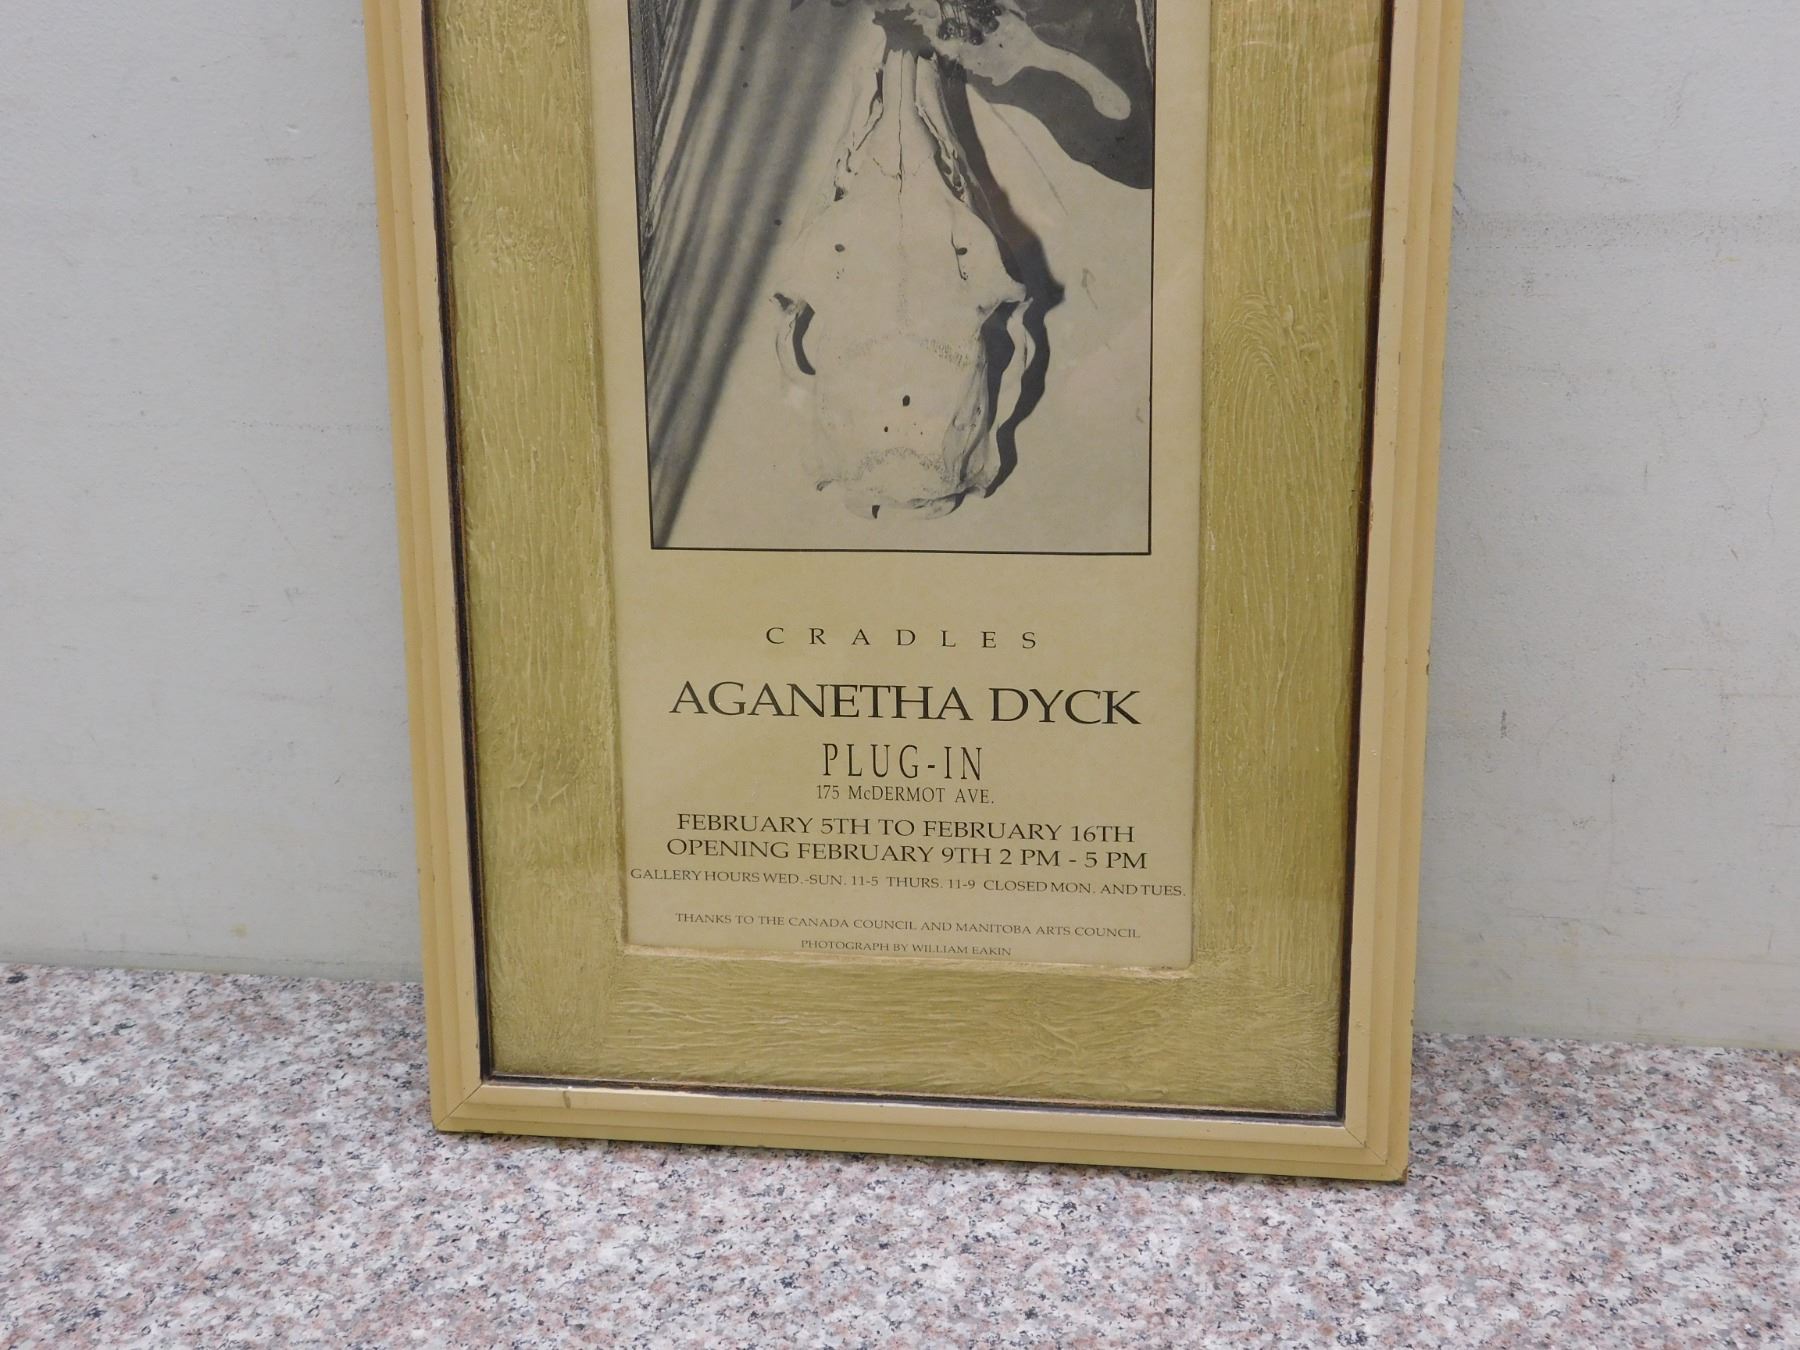 CRADLES
AGANETHA DYCK
PLUG-IN
175 McDERMOT AVE.
FEBRUARY 5TH TO FEBRUARY 16TH
OPENING FEBRUARY 9TH 2 PM - 5 PM
GALLERY HOURS WED.-SUN. 11-5 THURS. 11-9 CLOSED MON. AND TUES.
THANKS TO THE CANADA COUNCIL AND MANITOBA ARTS COUNCIL
PHOTOGRAPH BY WILLIAM EAKIN